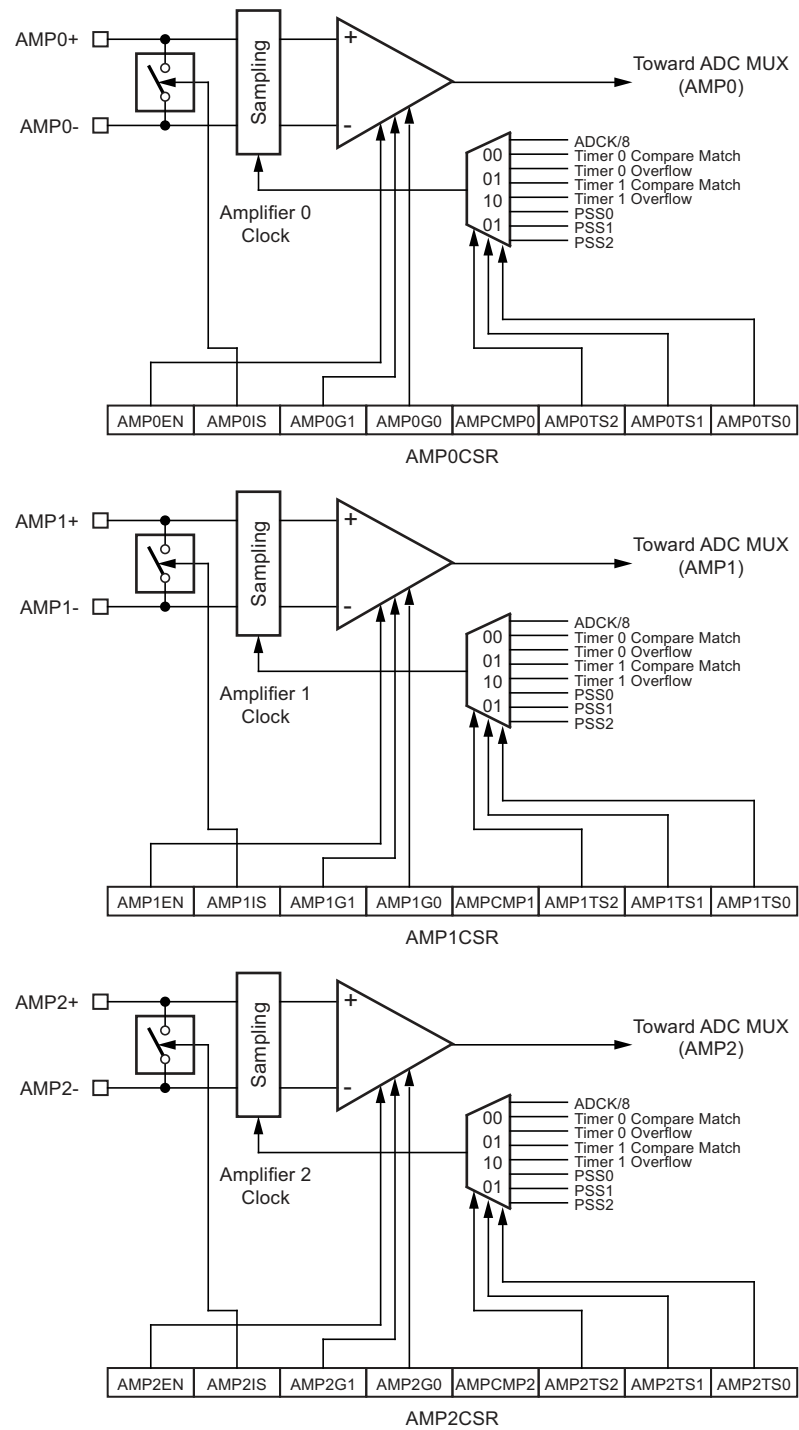 AMP0+
Sampling
+
Toward ADC MUX
(AMP0)
AMP0-
-
ADCK/8
00
Timer 0 Compare Match
Timer 0 Overflow
01
Timer 1 Compare Match
10
Timer 1 Overflow
PSS0
01
PSS1
PSS2
Amplifier 0
Clock
AMP0EN AMP0IS AMP0G1 AMP0G0 AMPCMP0 AMP0TS2 AMP0TS1 AMP0TS0
AMP0CSR
AMP1+
Sampling
+
Toward ADC MUX
(AMP1)
AMP1-
-
ADCK/8
00
Timer 0 Compare Match
Timer 0 Overflow
01
Timer 1 Compare Match
10
Timer 1 Overflow
PSS0
01
PSS1
PSS2
Amplifier 1
Clock
AMP1EN AMP1IS AMP1G1 AMP1G0 AMPCMP1 AMP1TS2 AMP1TS1 AMP1TS0
AMP1CSR
AMP2+
Sampling
+
Toward ADC MUX
(AMP2)
AMP2-
-
ADCK/8
00
Timer 0 Compare Match
Timer 0 Overflow
01
Timer 1 Compare Match
10
Timer 1 Overflow
PSS0
01
PSS1
PSS2
Amplifier 2
Clock
AMP2EN AMP2IS AMP2G1 AMP2G0 AMPCMP2 AMP2TS2 AMP2TS1 AMP2TS0
AMP2CSR